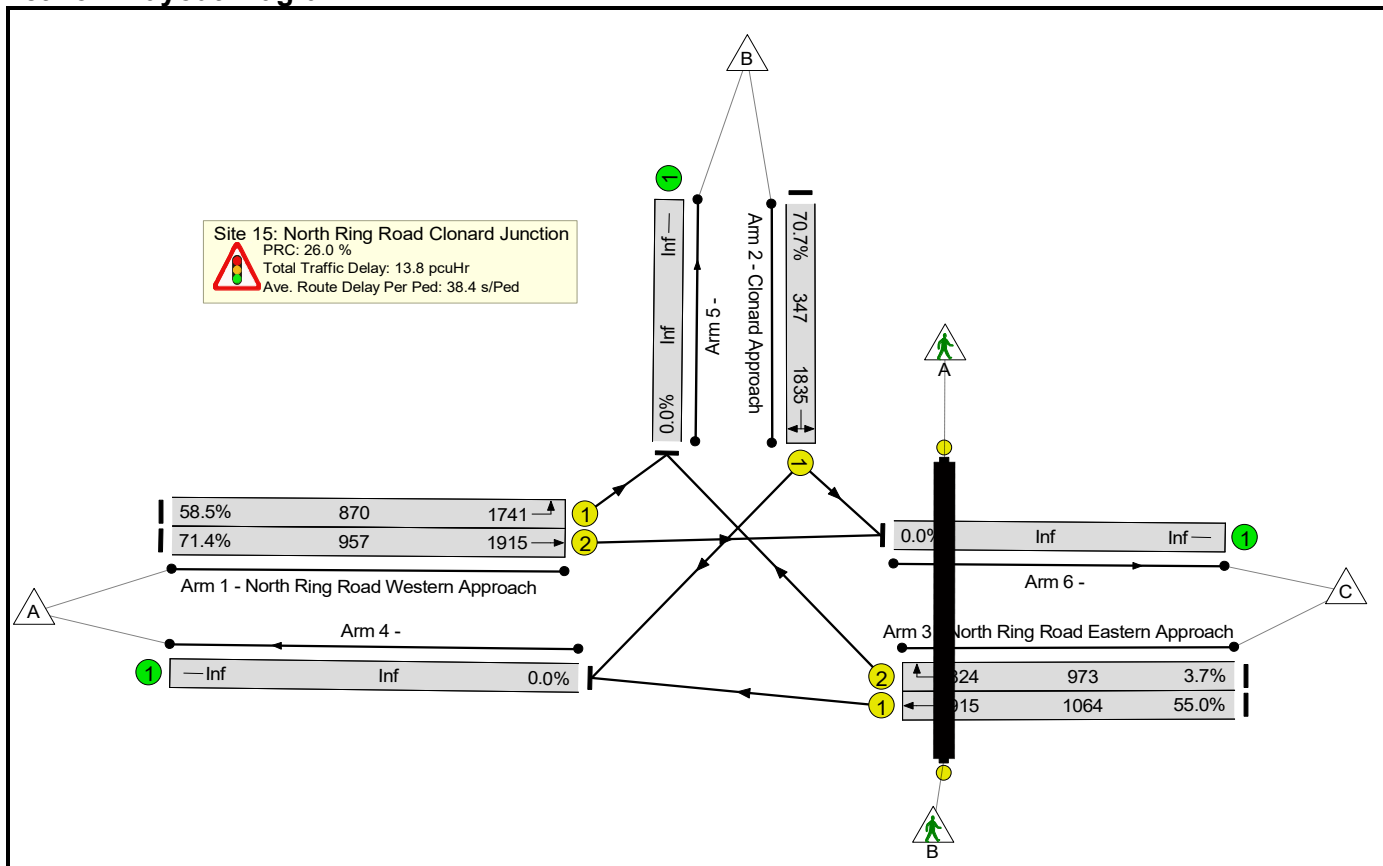 B
Site 15: North Ring Road Clonard Junction
PRC: 26.0 %
Total Traffic Delay: 13.8 pcuHr
Ave. Route Delay Per Ped: 38.4 s/Ped
1
Inf
Inf
0.0%
Arm 5 -
Arm 2 - Clonard Approach
70.7%
347
1835
1
A
58.5% 870 1741 1
71.4% 957 1915 2
Arm 1 - North Ring Road Western Approach
A
0.0% Inf Inf 1
Arm 6 -
C
Arm 4 -
1 Inf Inf 0.0%
Arm 3 North Ring Road Eastern Approach
2 973 3.7%
1 1064 55.0%
B